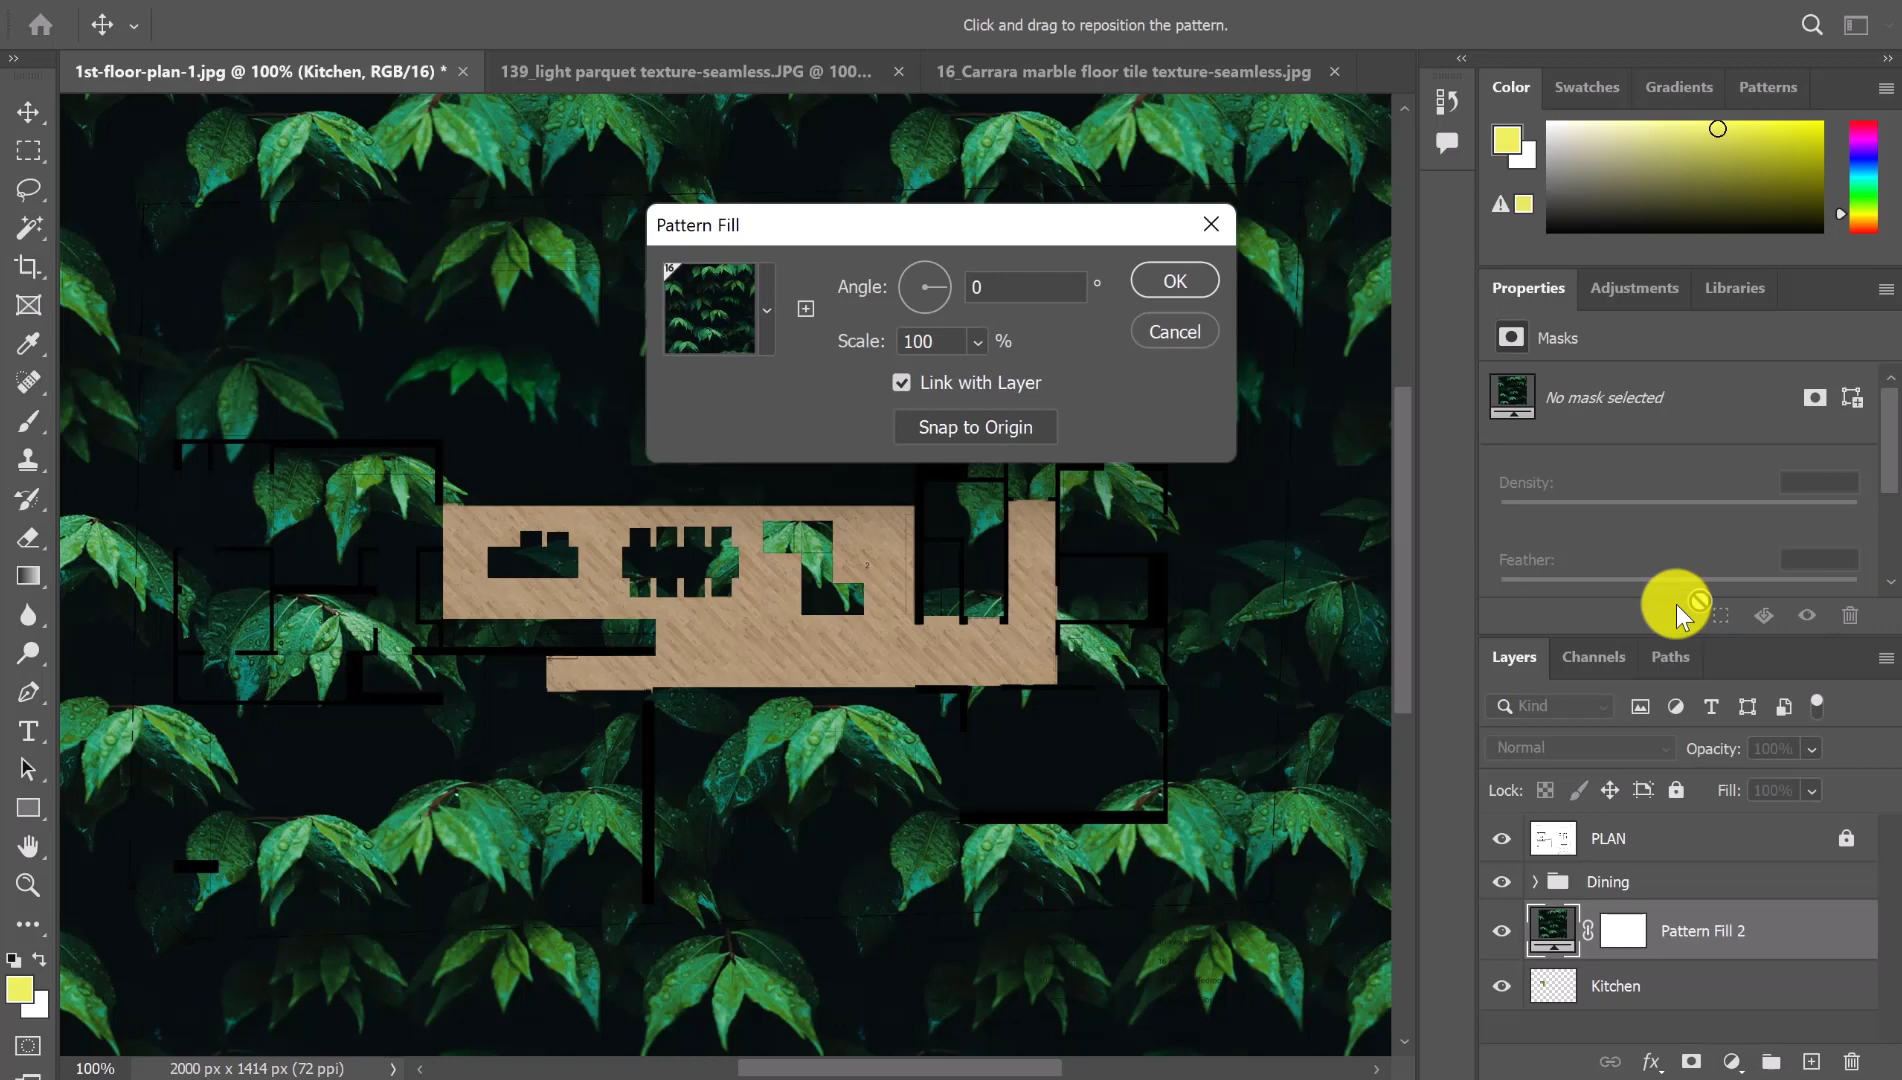 Click and drag to reposition the pattern.
1st-floor-plan-1.jpg @ 100% (Kitchen, RGB/16) *
139_light parquet texture-seamless.JPG @ 100...
16_Carrara marble floor tile texture-seamless.jpg
Color
Swatches
Gradients
Patterns
Pattern Fill
16
Angle:
0
°
OK
Scale:
100
%
Cancel
Link with Layer
Snap to Origin
Properties
Adjustments
Libraries
Masks
No mask selected
Density:
Feather:
2
Layers
Channels
Paths
Kind
Normal
Opacity:
100%
Lock:
Fill:
100%
PLAN
Dining
Pattern Fill 2
Kitchen
fx
100%
2000 px x 1414 px (72 ppi)